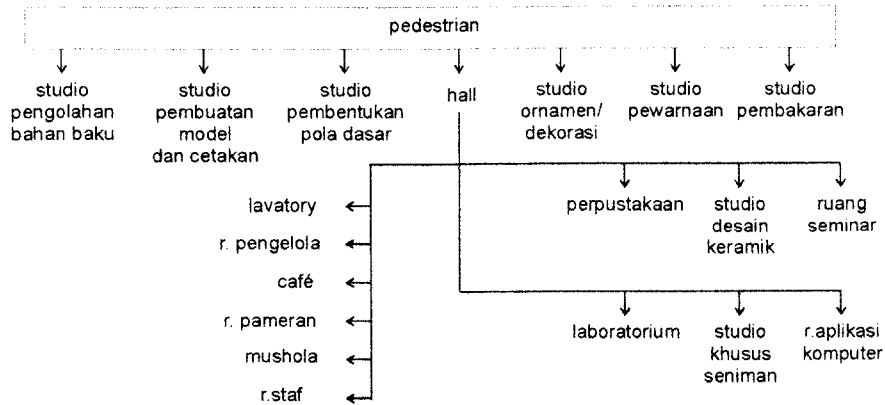 pedestrian
studio
pengolahan
bahan baku
studio
pembuatan
model
dan cetakan
studio
pembentukan
pola dasar
hall
studio
ornamen/
dekorasi
studio
pewarnaan
studio
pembakaran
lavatory
r. pengelola
café
r. pameran
mushola
r.staf
perpustakaan
studio
desain
keramik
ruang
seminar
laboratorium
studio
khusus
seniman
r.aplikasi
komputer